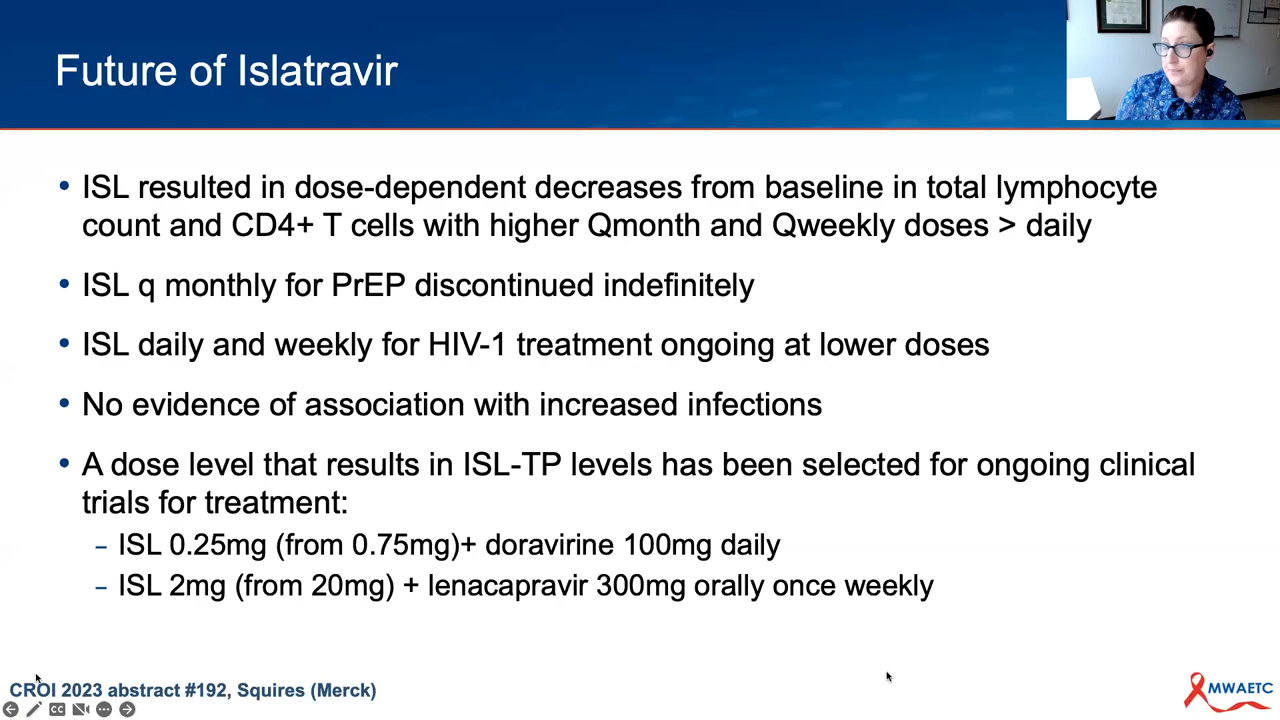 Future of Islatravir
• ISL resulted in dose-dependent decreases from baseline in total lymphocyte
count and CD4+ T cells with higher Qmonth and Qweekly doses > daily
• ISL q monthly for PrEP discontinued indefinitely
• ISL daily and weekly for HIV-1 treatment ongoing at lower doses
• No evidence of association with increased infections
• A dose level that results in ISL-TP levels has been selected for ongoing clinical
trials for treatment:
– ISL 0.25mg (from 0.75mg)+ doravirine 100mg daily
– ISL 2mg (from 20mg) + lenacapravir 300mg orally once weekly
CROI 2023 abstract #192, Squires (Merck)
CC
MWAETC